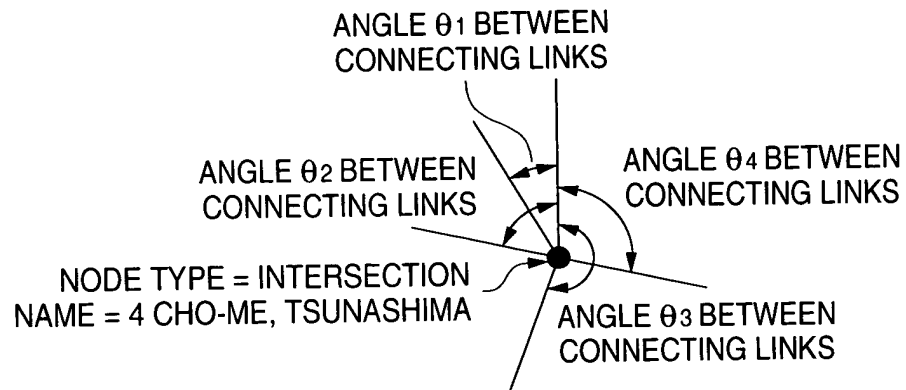 ANGLE θ1 BETWEEN
CONNECTING LINKS
ANGLE θ2 BETWEEN
CONNECTING LINKS
ANGLE θ4 BETWEEN
CONNECTING LINKS
NODE TYPE = INTERSECTION
NAME = 4 CHO-ME, TSUNASHIMA
ANGLE θ3 BETWEEN
CONNECTING LINKS